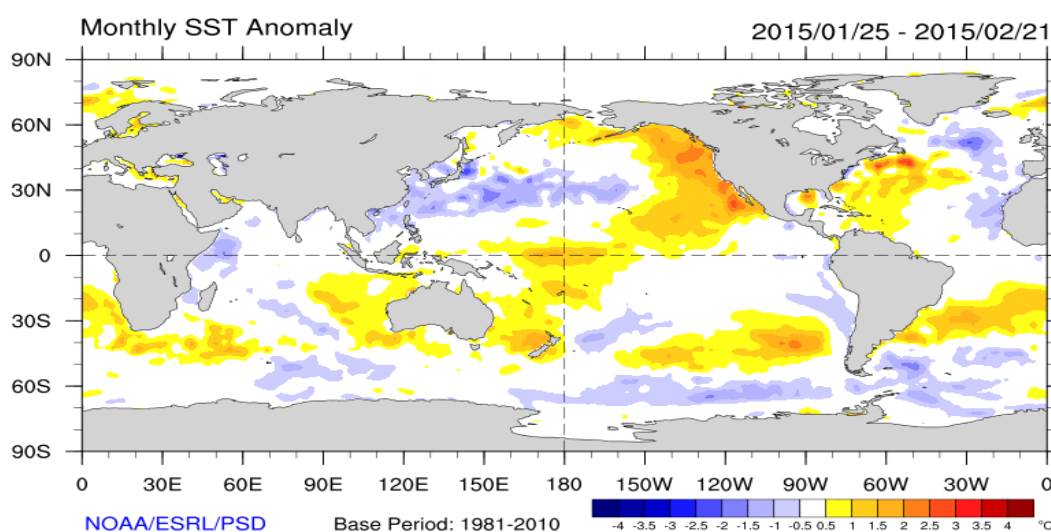 Monthly SST Anomaly 2015/01/25 - 2015/02/21
90N
60N
30N
0
30S
60S
90S
0 30E 60E 90E 120E 150E 180 150W 120W 90W 60W 30W 0
NOAA/ESRL/PSD Base Period: 1981-2010
-4 -3 -2.5 -2 -1.5 -1 -0.5 0.5 1 1.5 2 2.5 3 3.5 4 °C